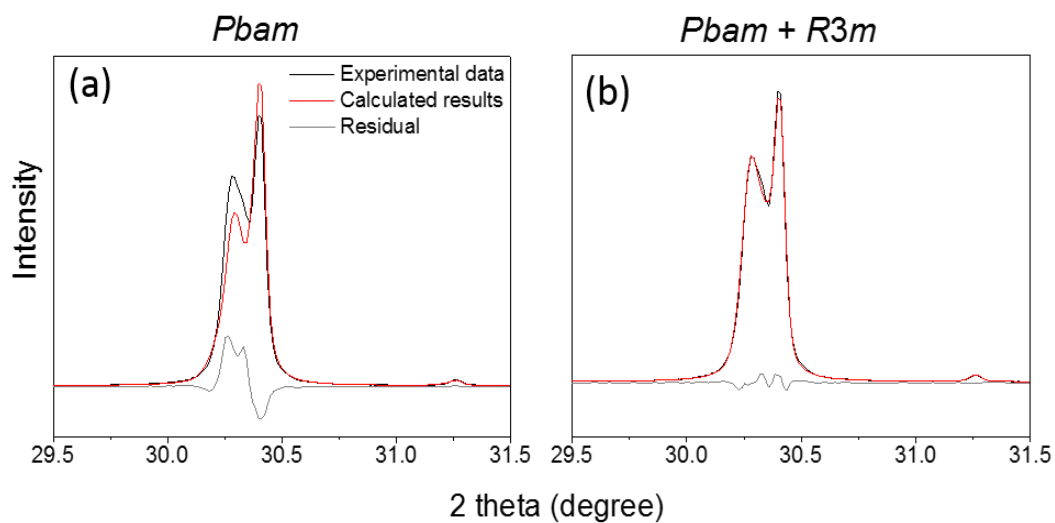 Pbam
Pbam + R3m
(a)
Experimental data
Calculated results
Residual
(b)
Intensity
29.5 30.0 30.5 31.0 31.5
29.5 30.0 30.5 31.0 31.5
2 theta (degree)